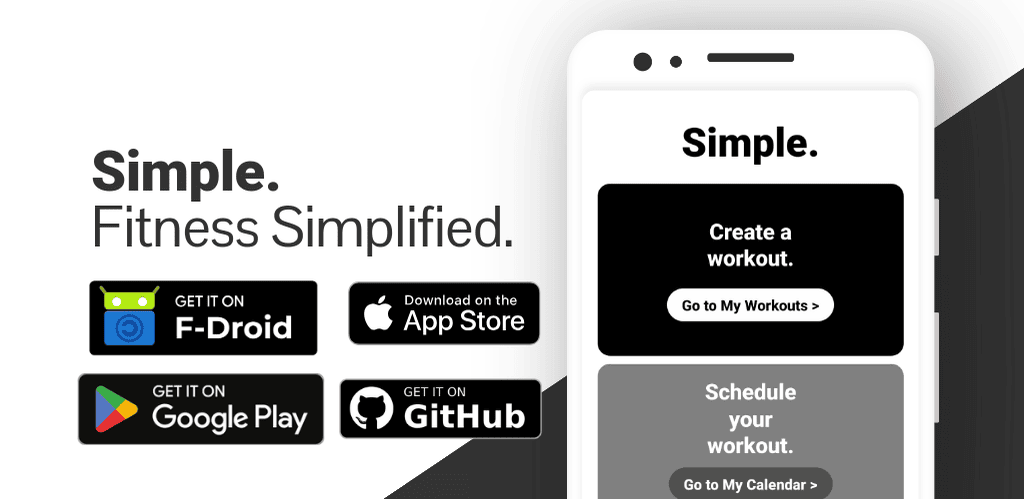 Simple.
Fitness Simplified.
GET IT ON
F-Droid
Download on the
App Store
GET IT ON
Google Play
GET IT ON
GitHub
Simple.
Create a
workout.
Go to My Workouts >
Schedule
your
workout.
Go to My Calendar >